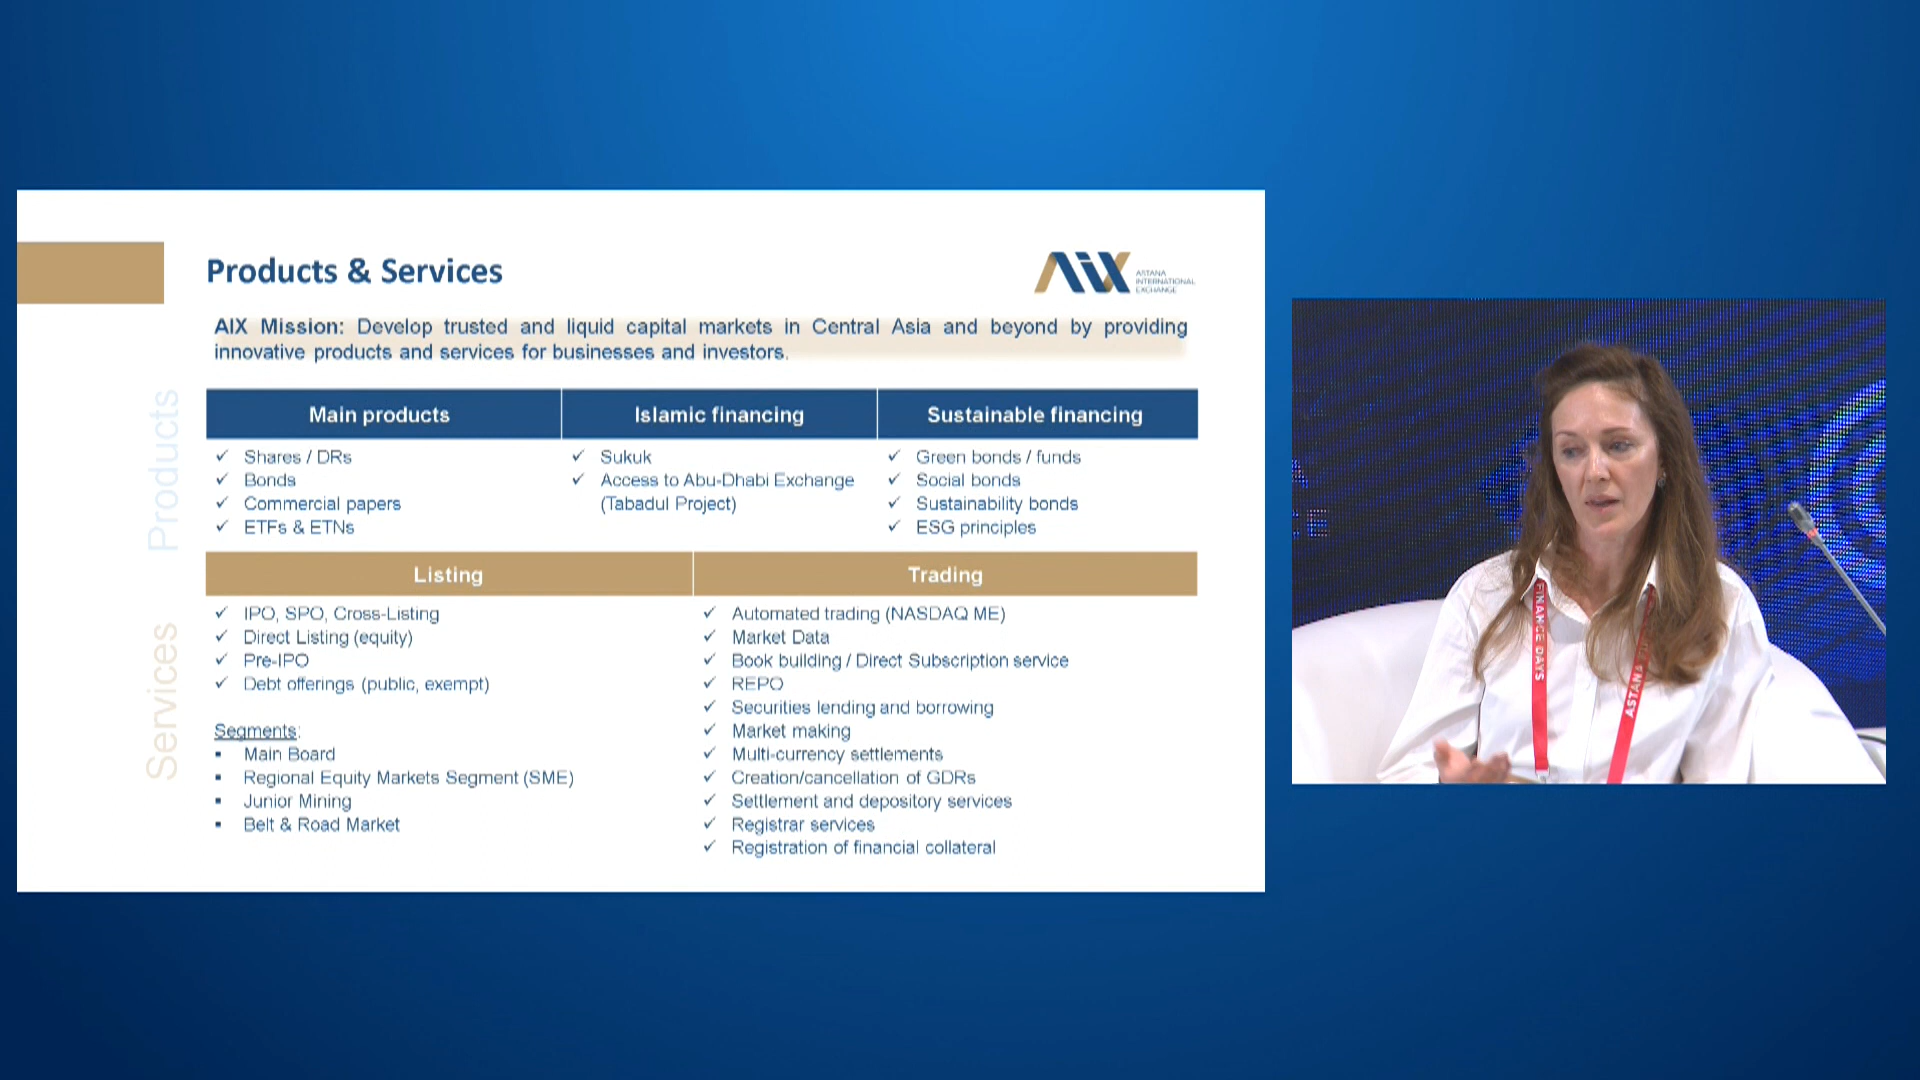 Products & Services
AIX
ASTANA
INTERNATIONAL
EXCHANGE
AIX Mission: Develop trusted and liquid capital markets in Central Asia and beyond by providing
innovative products and services for businesses and investors.
Products
Main products
Islamic financing
Sustainable financing
Shares / DRs
Bonds
Commercial papers
ETFs & ETNs
Sukuk
Access to Abu-Dhabi Exchange
(Tabadul Project)
Green bonds / funds
Social bonds
Sustainability bonds
ESG principles
Services
Listing
Trading
IPO, SPO, Cross-Listing
Direct Listing (equity)
Pre-IPO
Debt offerings (public, exempt)
Segments:
Main Board
Regional Equity Markets Segment (SME)
Junior Mining
Belt & Road Market
Automated trading (NASDAQ ME)
Market Data
Book building / Direct Subscription service
REPO
Securities lending and borrowing
Market making
Multi-currency settlements
Creation/cancellation of GDRs
Settlement and depository services
Registrar services
Registration of financial collateral
FINANCE DAYS
ASTANA